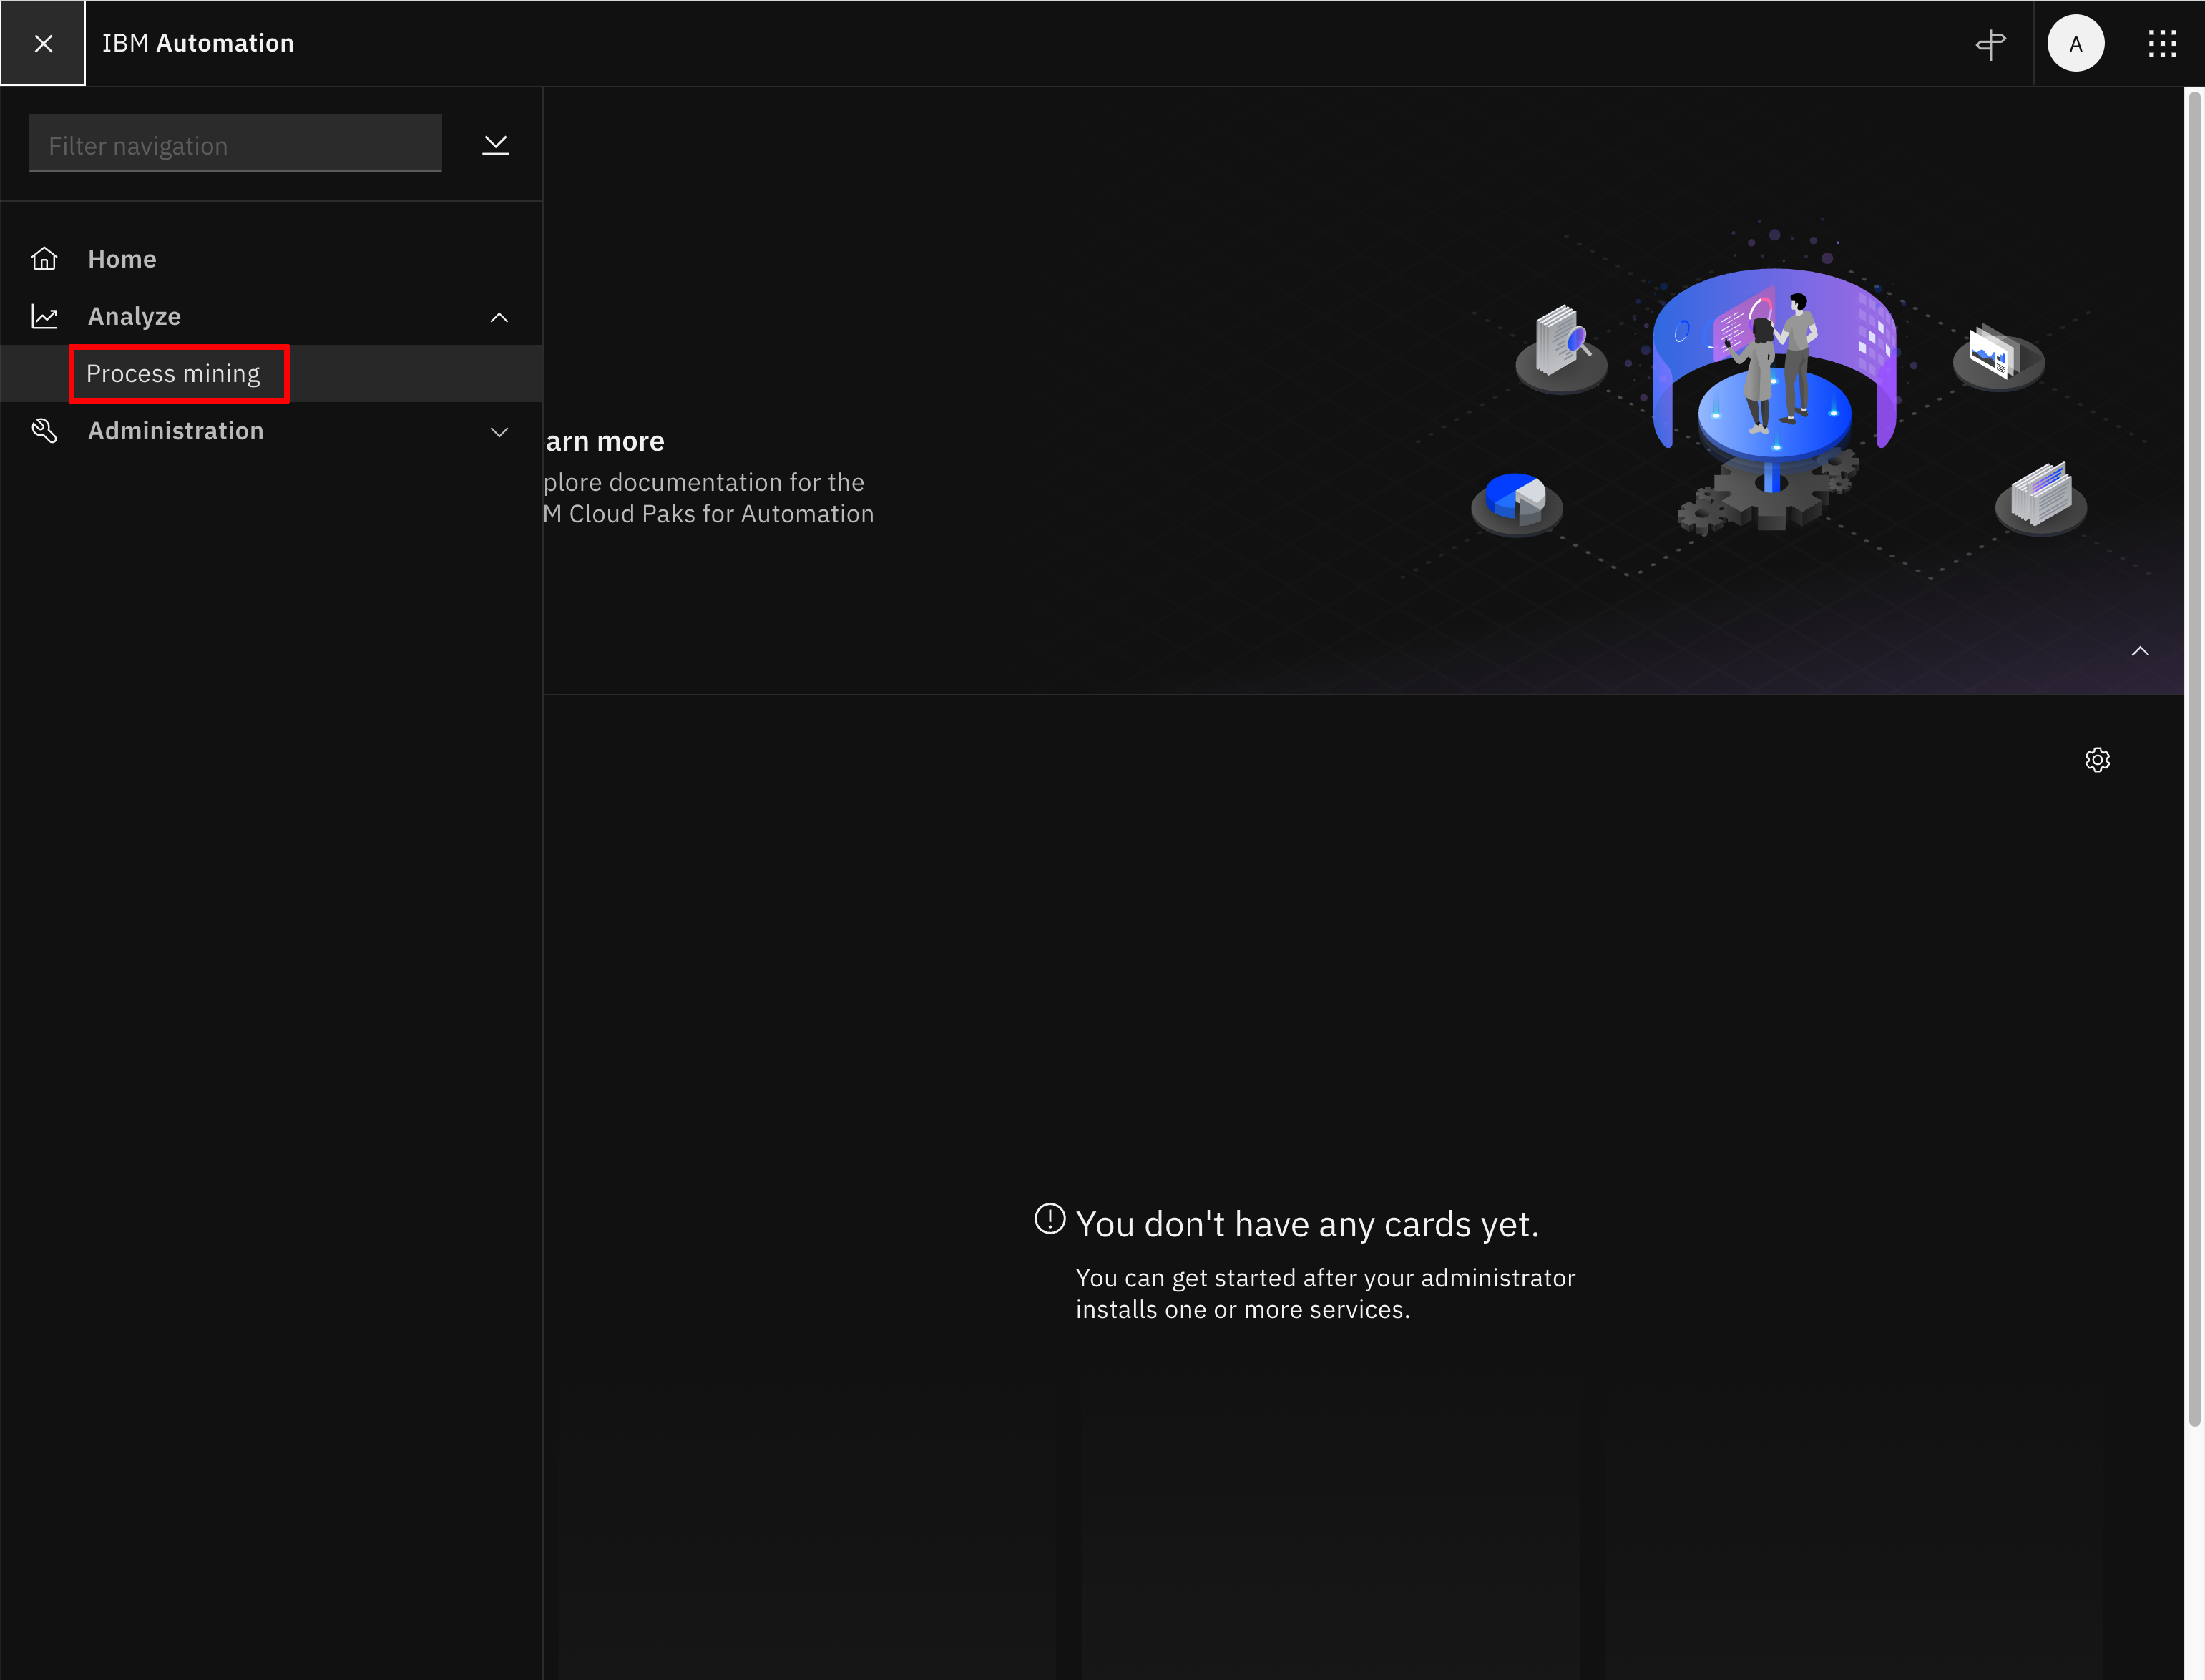 IBM Automation
A
Filter navigation
Home
Analyze
Process mining
Administration
earn more
plore documentation for the
M Cloud Paks for Automation
You don't have any cards yet.
You can get started after your administrator
installs one or more services.